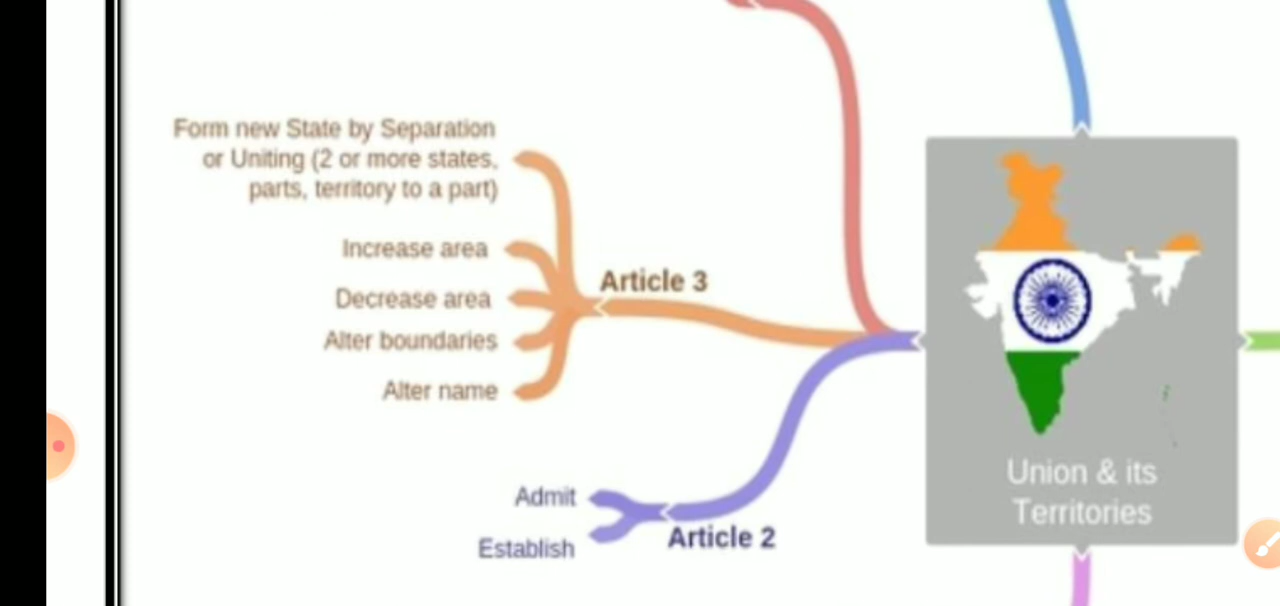 Form new State by Separation
or Uniting (2 or more states,
parts, territory to a part)
Increase area
Article 3
Decrease area
Alter boundaries
Alter name
Admit
Article 2
Establish
Union & its
Territories